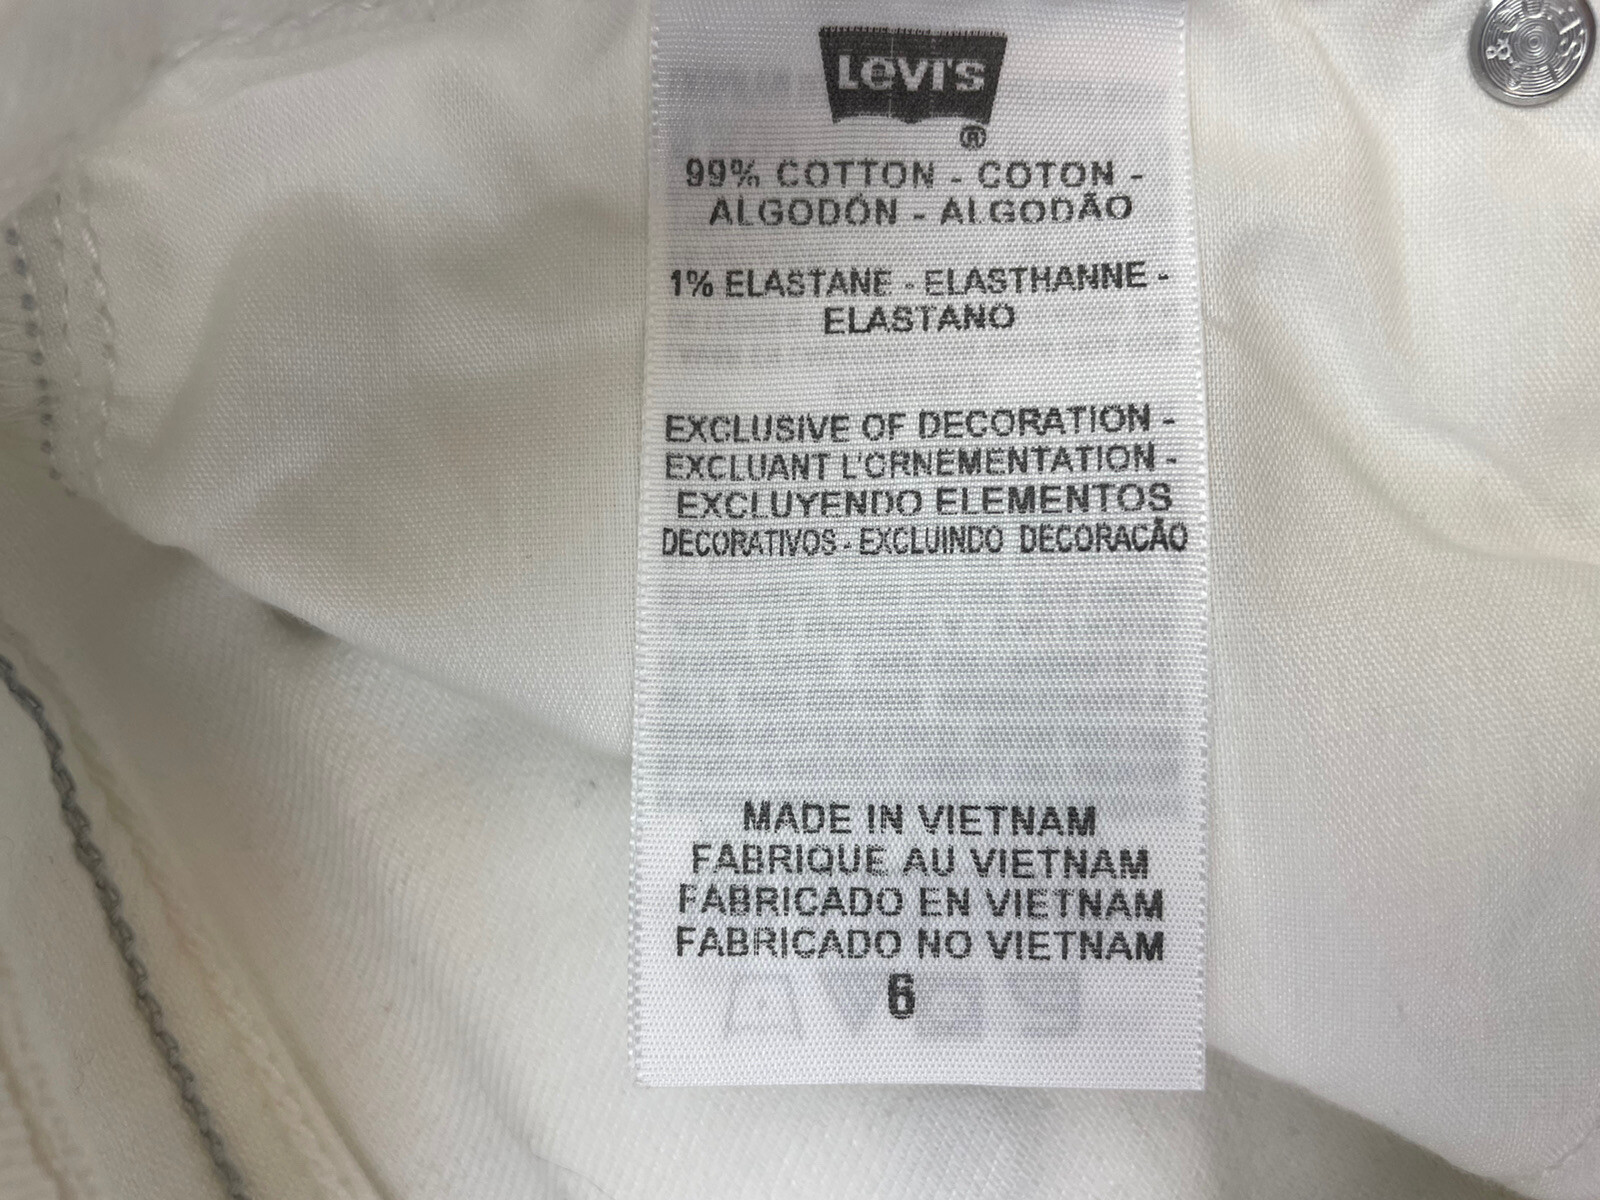 LEVI'S
®
99% COTTON - COTON -
ALGODÓN - ALGODÃO
1% ELASTANE - ELASTHANNE -
ELASTANO
EXCLUSIVE OF DECORATION -
EXCLUANT L'ORNEMENTATION -
EXCLUYENDO ELEMENTOS
DECORATIVOS - EXCLUINDO DECORACÃO
MADE IN VIETNAM
FABRIQUE AU VIETNAM
FABRICADO EN VIETNAM
FABRICADO NO VIETNAM
6